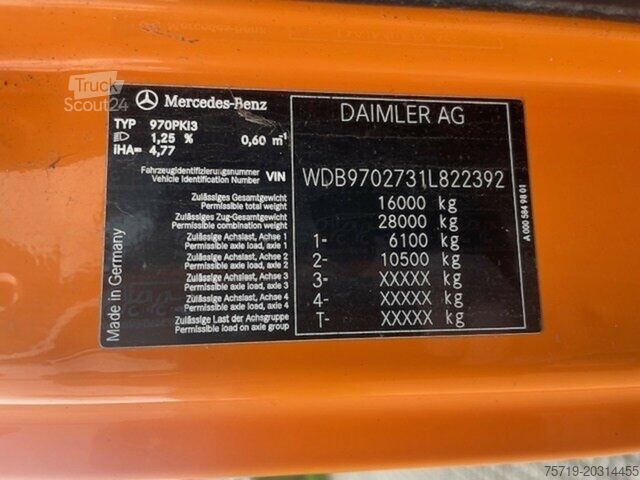 Truck
Scout24
Mercedes-Benz
TYP 970PKI3
1,25 % 0,60 m⁻¹
IHA= 4,77
DAIMLER AG
Fahrzeugidentifizierungsnummer
Vehicle Identification Number VIN WDB9702731L822392
Zulässiges Gesamtgewicht
Permissible total weight 16000 kg
Zulässiges Zug-Gesamtgewicht
Permissible combination weight 28000 kg
Zulässige Achslast, Achse 1
Permissible axle load, axle 1 1- 6100 kg
Zulässige Achslast, Achse 2
Permissible axle load, axle 2 2- 10500 kg
Zulässige Achslast, Achse 3
Permissible axle load, axle 3 3- XXXXX kg
Zulässige Achslast, Achse 4
Permissible axle load, axle 4 4- XXXXX kg
Zulässige Last der Achsgruppe
Permissible load on axle group T- XXXXX kg
Made in Germany
A 000 584 98 01
75719-20314455